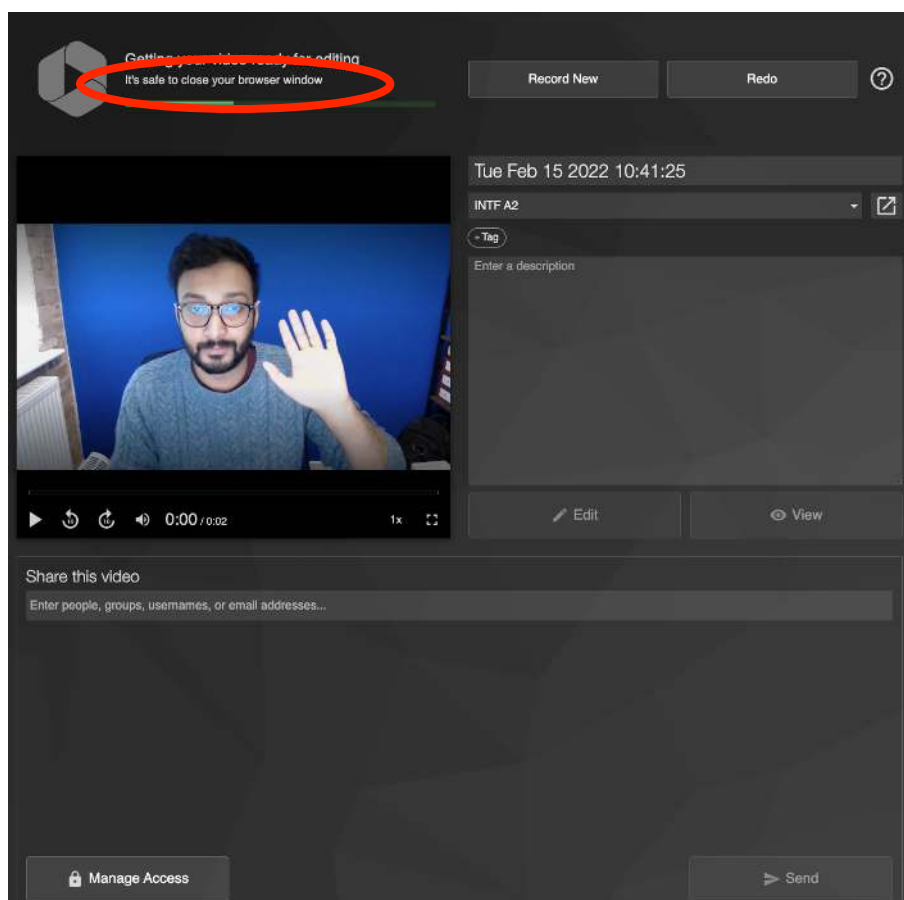 Getting your video ready for editing
It's safe to close your browser window
Record New
Redo
Tue Feb 15 2022 10:41:25
INTF A2
+Tag
Enter a description
0:00 / 0:02
1x
Edit
View
Share this video
Enter people, groups, usernames, or email addresses...
Manage Access
Send